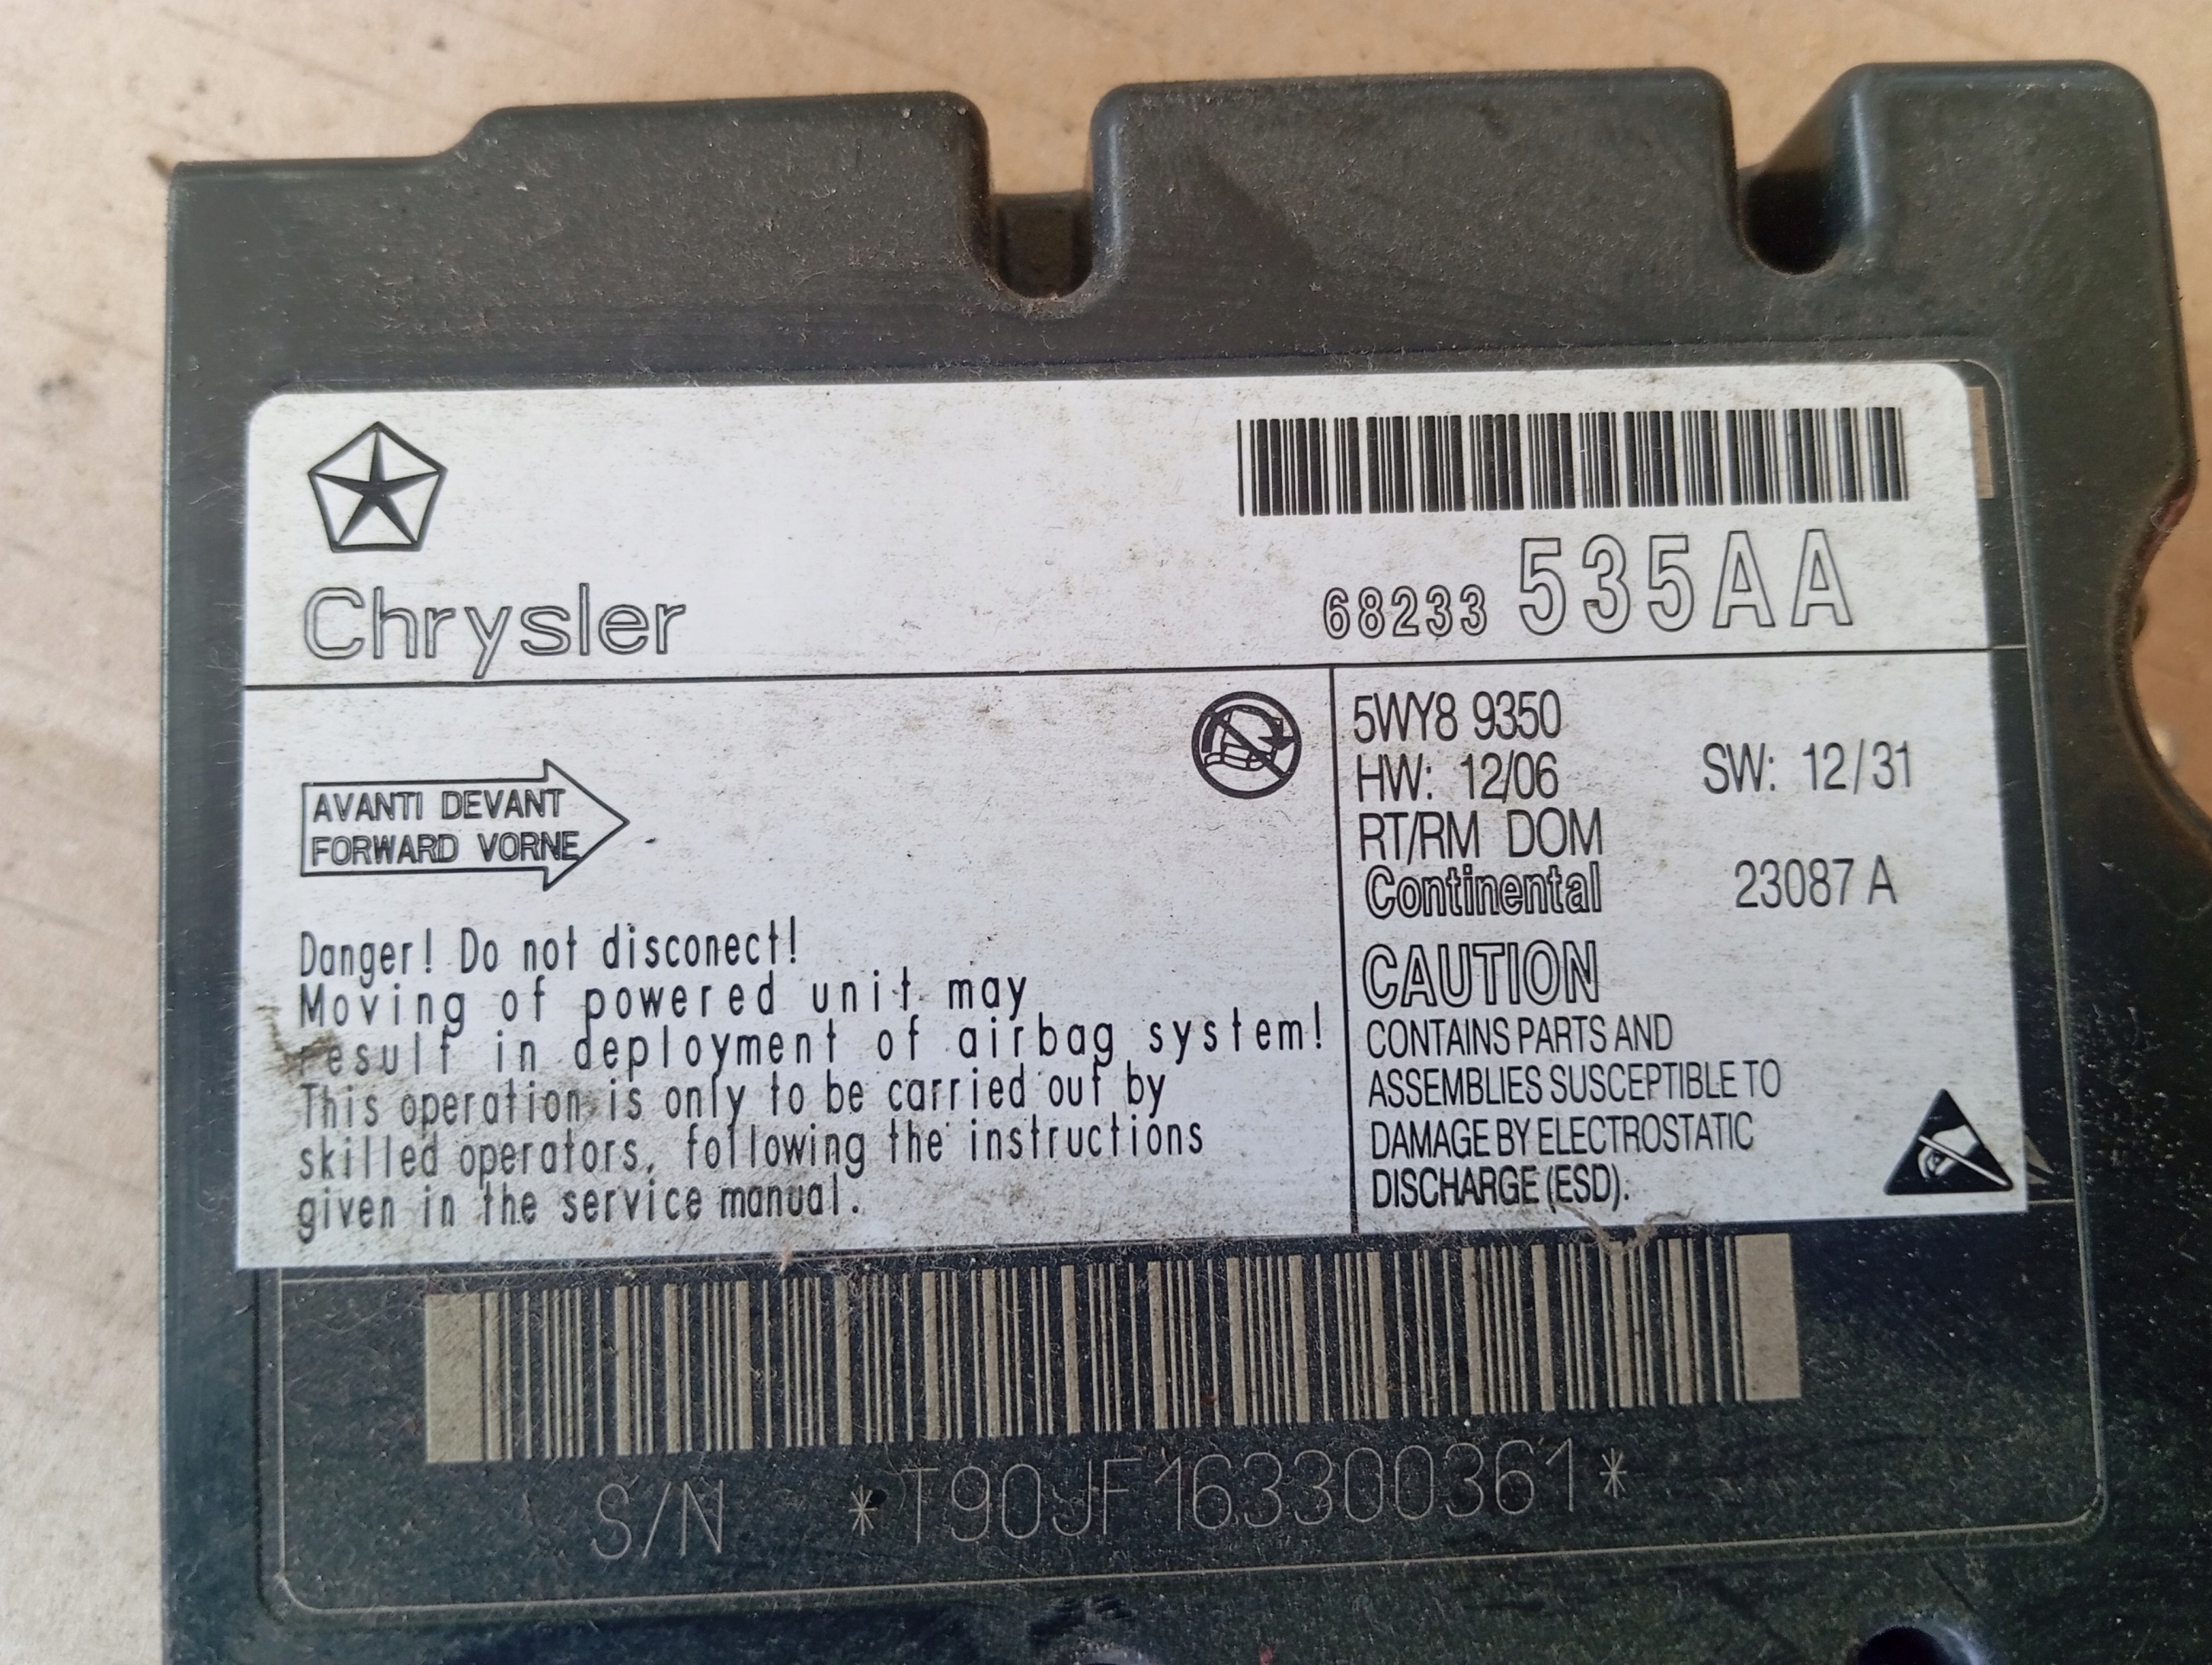 Chrysler
68233 535AA
AVANTI DEVANT
FORWARD VORNE
Danger! Do not disconect!
Moving of powered unit may
result in deployment of airbag system!
This operation is only to be carried out by
skilled operators, following the instructions
given in the service manual.
5WY8 9350
HW: 12/06 SW: 12/31
RT/RM DOM
Continental 23087 A
CAUTION
CONTAINS PARTS AND
ASSEMBLIES SUSCEPTIBLE TO
DAMAGE BY ELECTROSTATIC
DISCHARGE (ESD).
S/N *T90JF163300361*